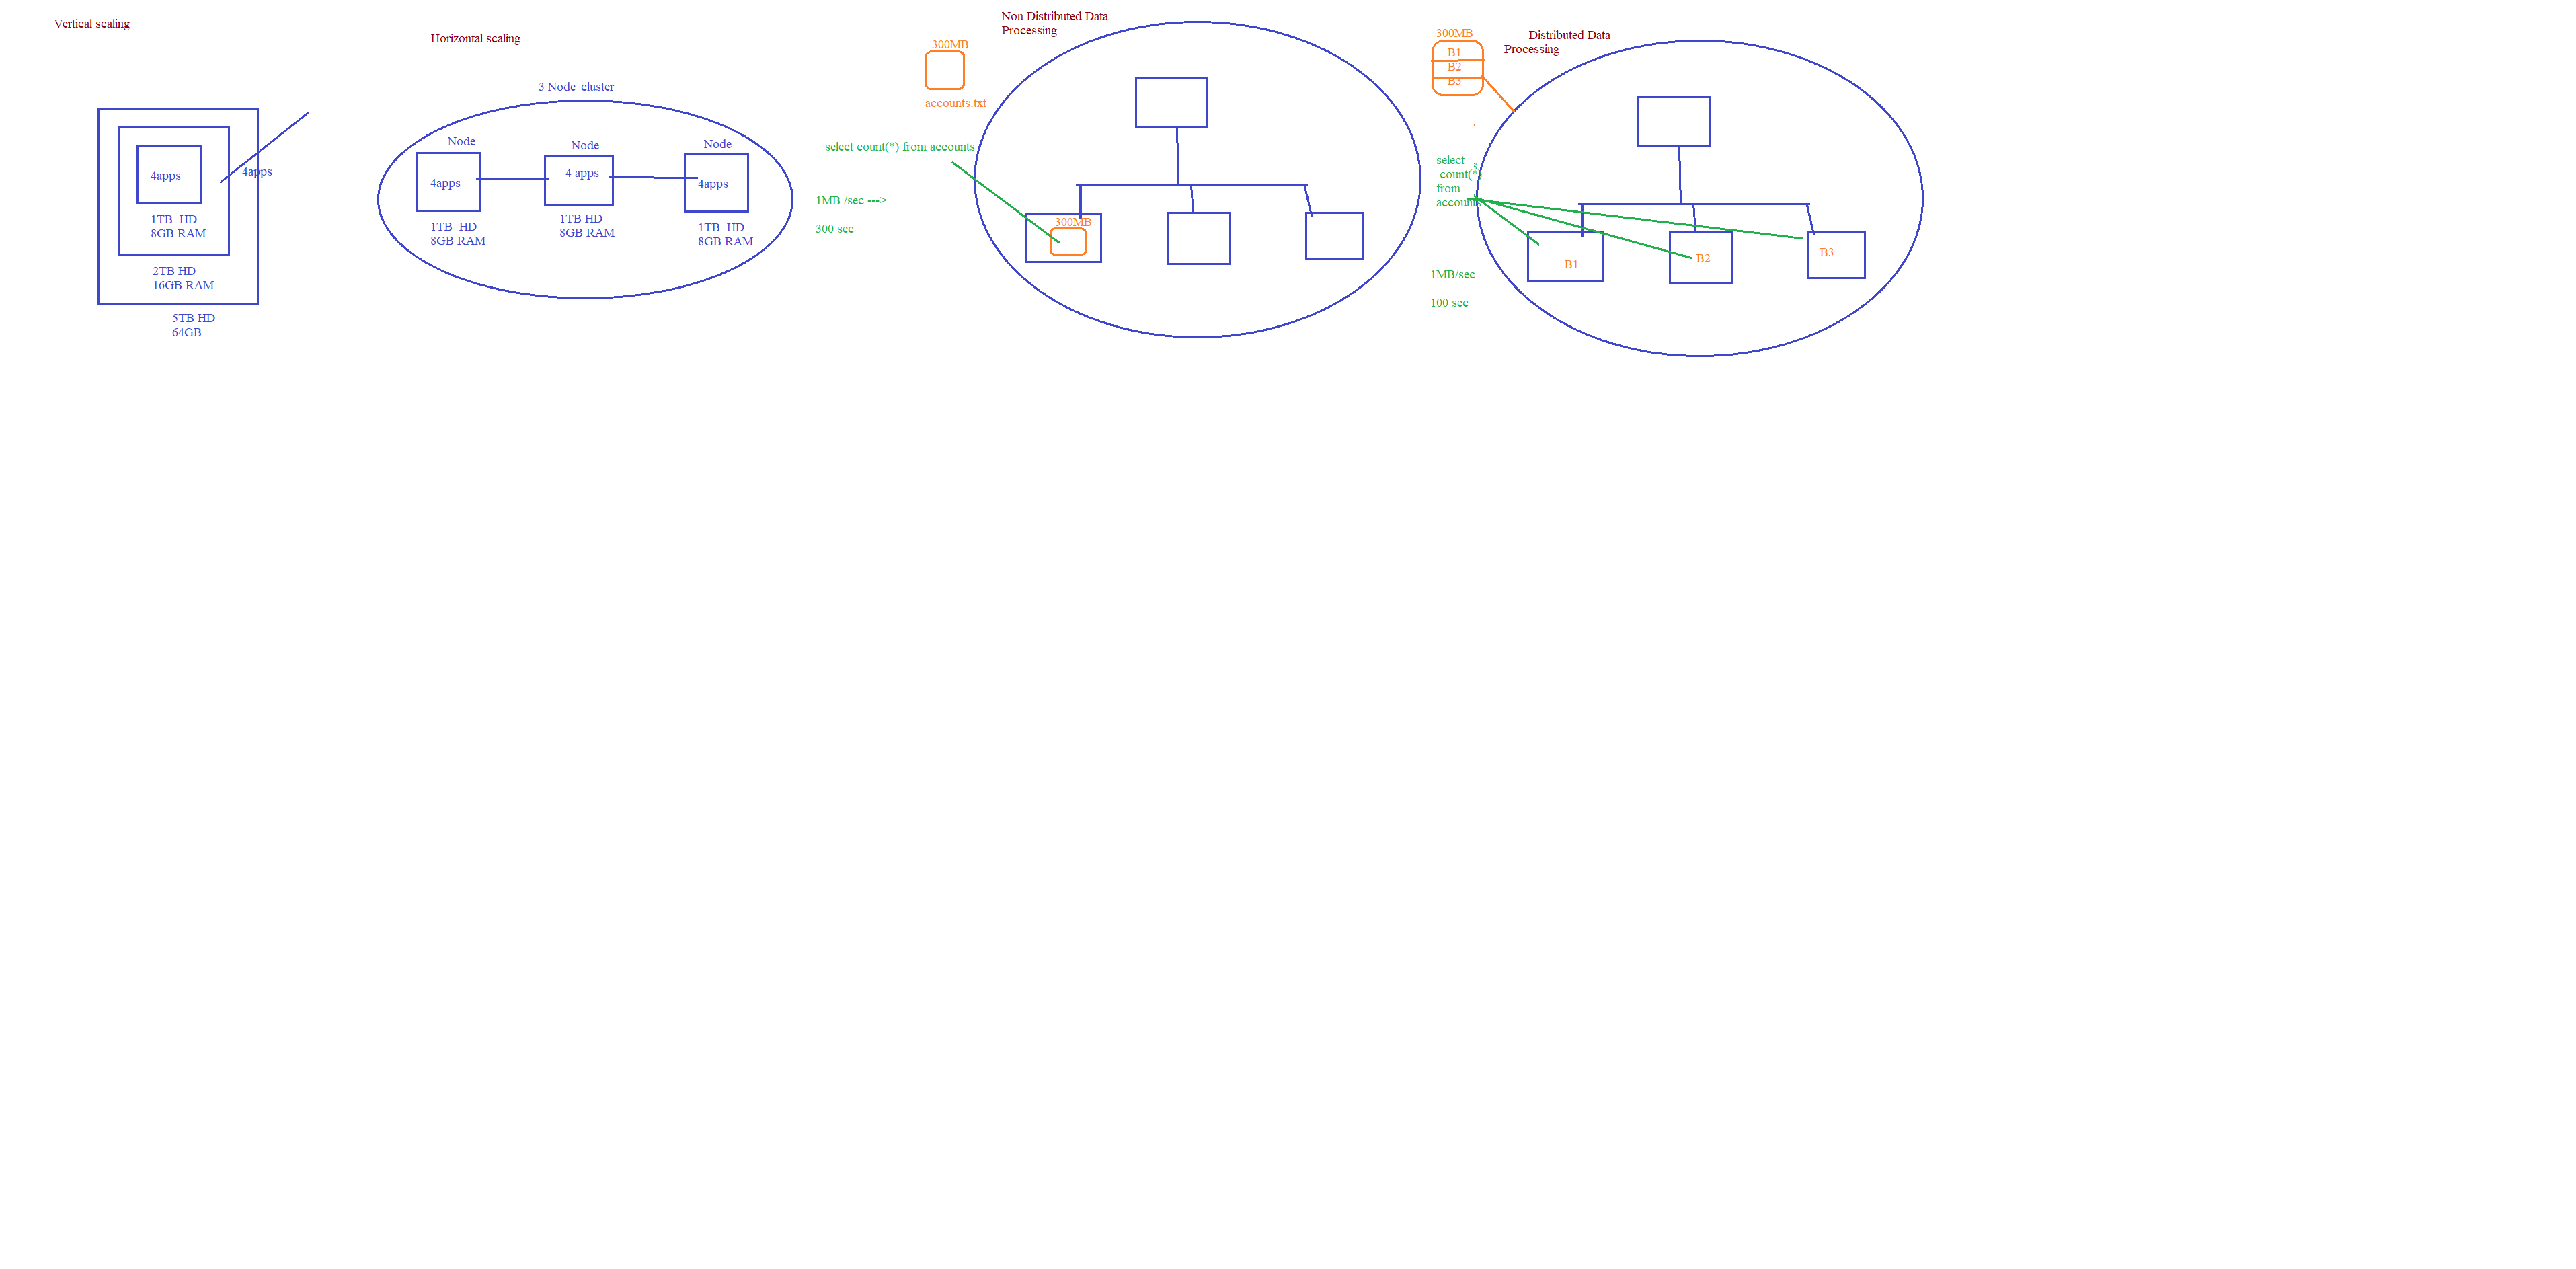 Vertical scaling
4apps
4apps
1TB  HD
8GB RAM
2TB HD
16GB RAM
5TB HD
64GB
Horizontal scaling
3 Node  cluster
Node
4apps
1TB  HD
8GB RAM
Node
4 apps
1TB HD
8GB RAM
Node
4apps
1TB  HD
8GB RAM
Non Distributed Data
Processing
300MB
accounts.txt
select count(*) from accounts
1MB /sec --->
300 sec
300MB
Distributed Data
Processing
300MB
B1
B2
B3
select
count(*)
from
accounts
1MB/sec
100 sec
B1
B2
B3